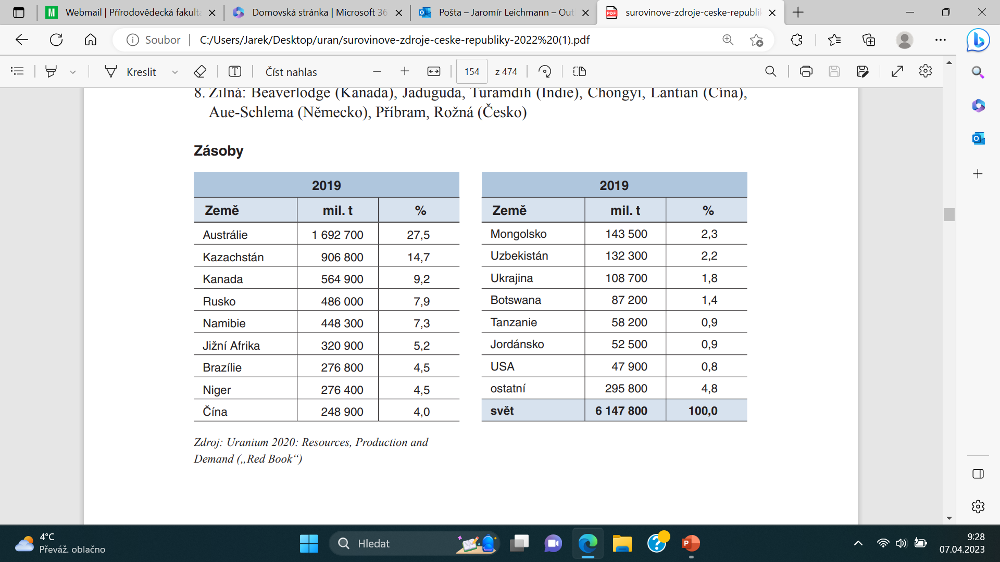 Webmail | Přírodovědecká fakulta
Domovská stránka | Microsoft 36
Pošta – Jaromír Leichmann – Out
surovinove-zdroje-ceske-republik
Soubor
C:/Users/Jarek/Desktop/uran/surovinove-zdroje-ceske-republiky-2022%20(1).pdf
Kreslit
Číst nahlas
154
z 474
8. Žilná: Beaverlodge (Kanada), Jaduguda, Turamdih (Indie), Chongyi, Lantian (Čína),
Aue-Schlema (Německo), Příbram, Rožná (Česko)
Zásoby
2019
Země mil. t %
Austrálie 1 692 700 27,5
Kazachstán 906 800 14,7
Kanada 564 900 9,2
Rusko 486 000 7,9
Namibie 448 300 7,3
Jižní Afrika 320 900 5,2
Brazílie 276 800 4,5
Niger 276 400 4,5
Čína 248 900 4,0
2019
Země mil. t %
Mongolsko 143 500 2,3
Uzbekistán 132 300 2,2
Ukrajina 108 700 1,8
Botswana 87 200 1,4
Tanzanie 58 200 0,9
Jordánsko 52 500 0,9
USA 47 900 0,8
ostatní 295 800 4,8
svět 6 147 800 100,0
Zdroj: Uranium 2020: Resources, Production and
Demand („Red Book“)
4°C
Převáž. oblačno
Hledat
9:28
07.04.2023